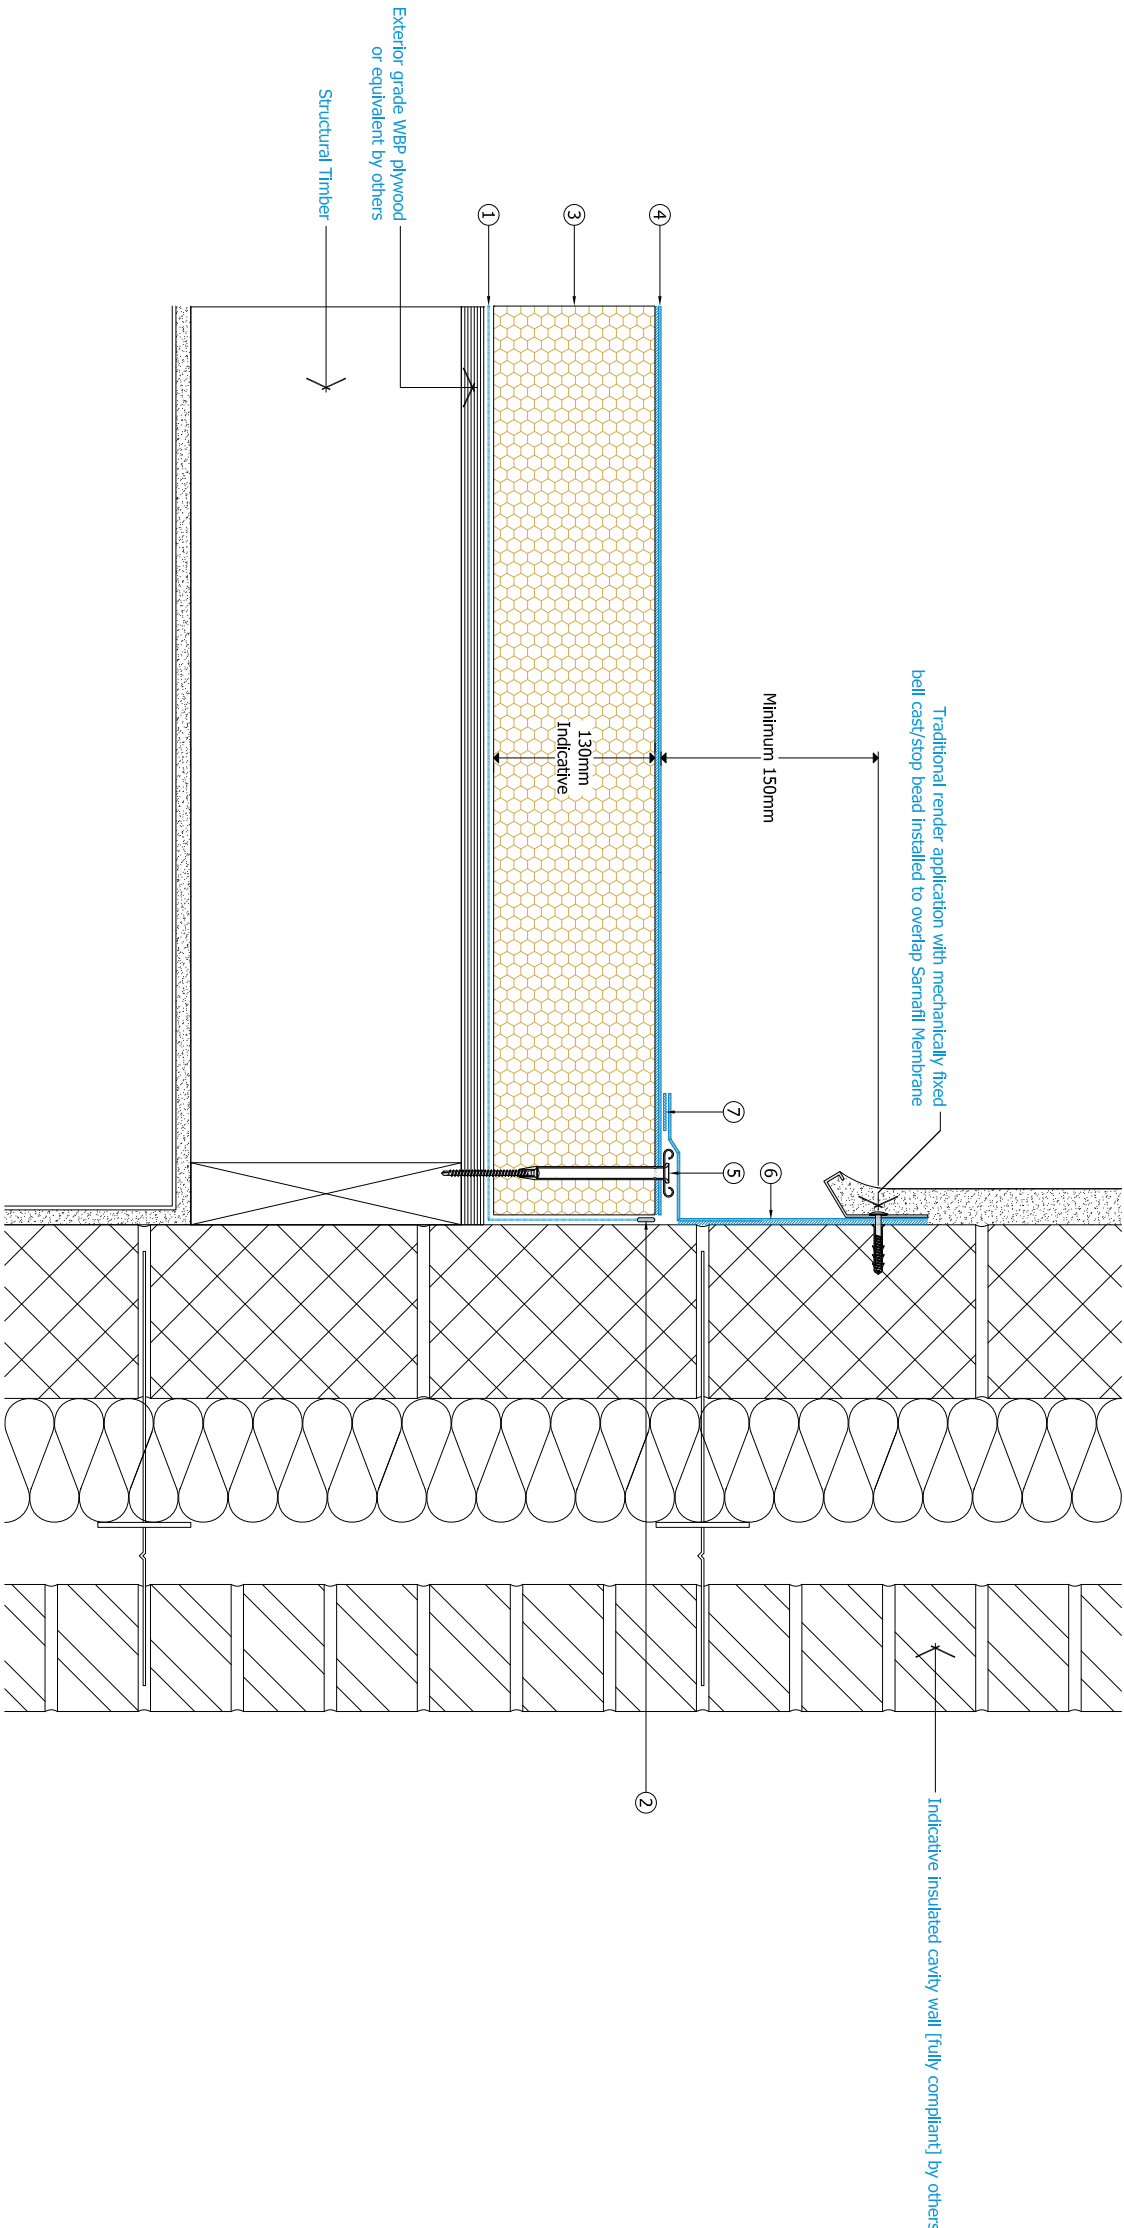 Traditional render application with mechanically fixed
bell cast/stop bead installed to overlap Sarnafil Membrane
Indicative insulated cavity wall [fully compliant] by others
Minimum 150mm
6
7
5
4
130mm
Indicative
3
2
1
Exterior grade WBP plywood
or equivalent by others
Structural Timber